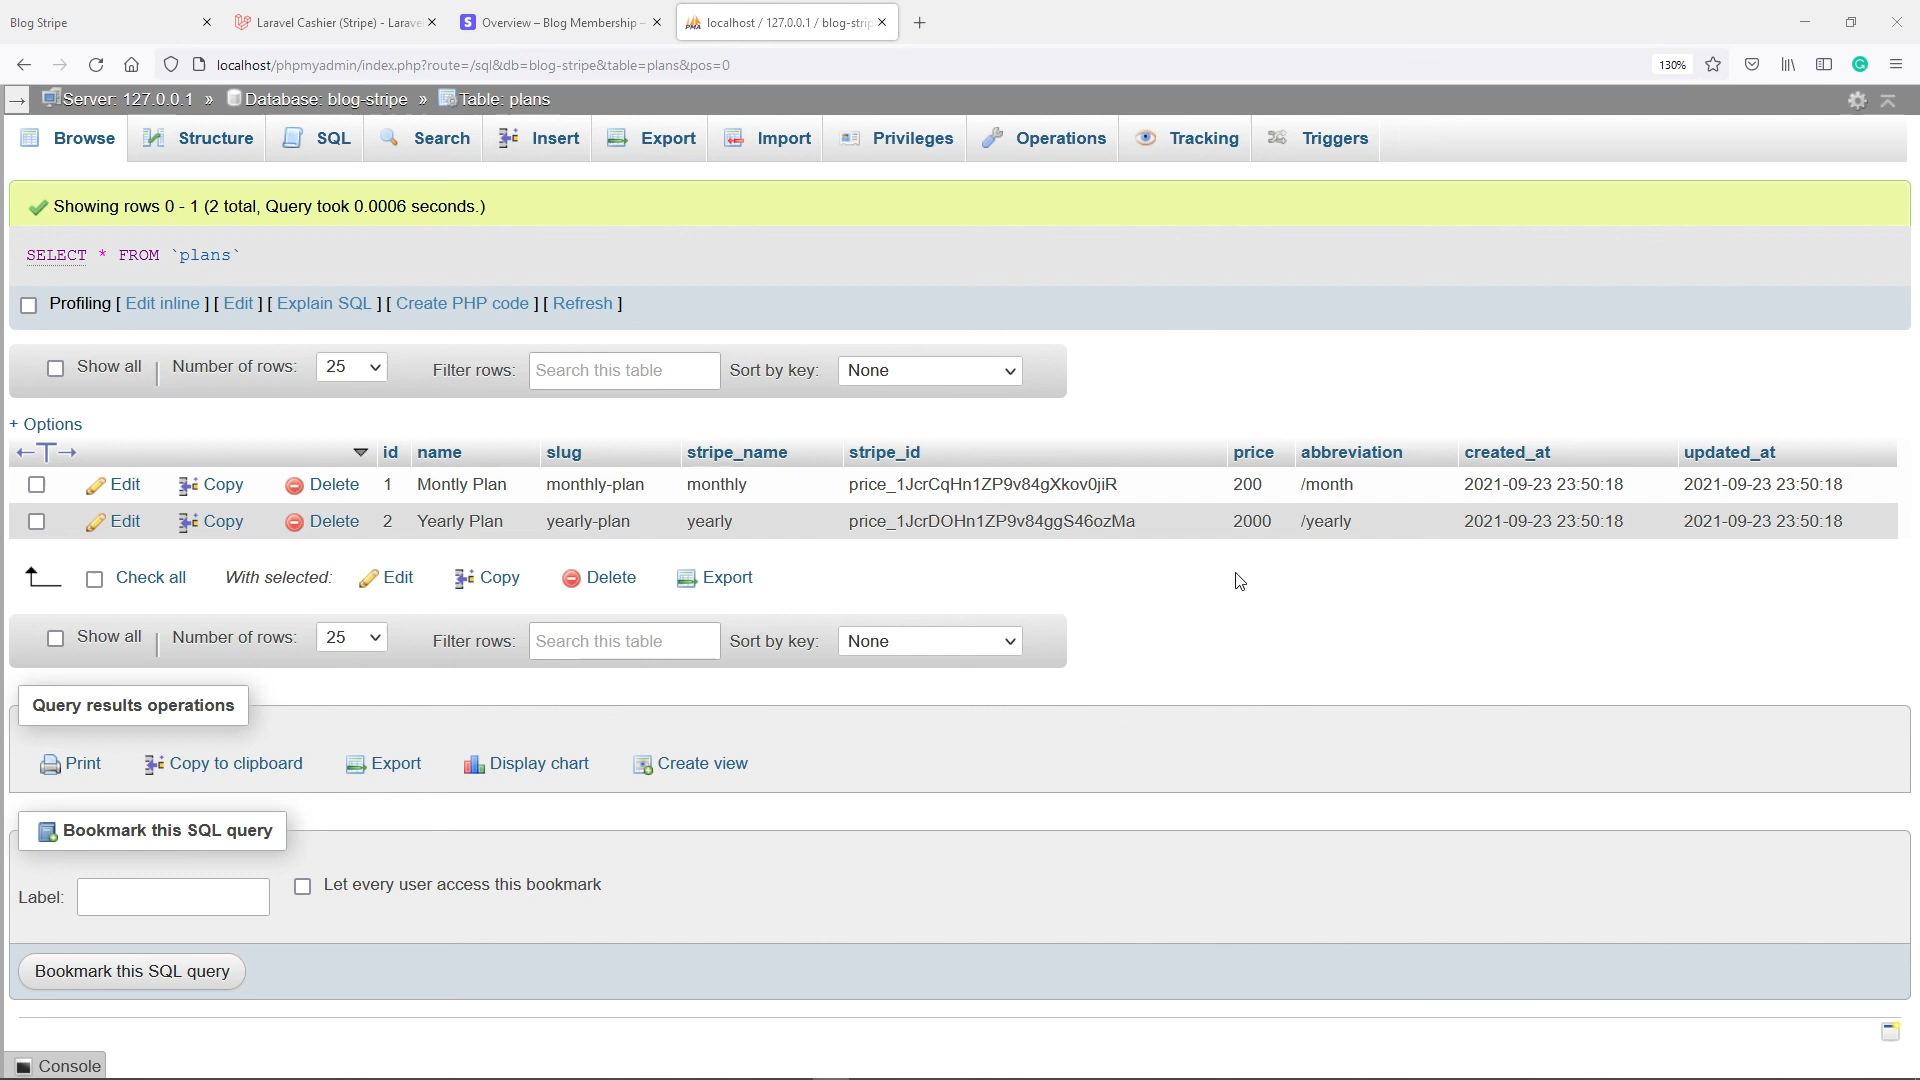 Blog Stripe
Laravel Cashier (Stripe) - Larave
Overview – Blog Membership –
localhost / 127.0.0.1 / blog-strip
localhost/phpmyadmin/index.php?route=/sql&db=blog-stripe&table=plans&pos=0
130%
Server: 127.0.0.1 » Database: blog-stripe » Table: plans
Browse Structure SQL Search Insert Export Import Privileges Operations Tracking Triggers
Showing rows 0 - 1 (2 total, Query took 0.0006 seconds.)
SELECT * FROM `plans`
Profiling [ Edit inline ] [ Edit ] [ Explain SQL ] [ Create PHP code ] [ Refresh ]
Show all | Number of rows: 25 Filter rows: Search this table Sort by key: None
+ Options
←T→ id name slug stripe_name stripe_id price abbreviation created_at updated_at
Edit Copy Delete 1 Montly Plan monthly-plan monthly price_1JcrCqHn1ZP9v84gXkov0jiR 200 /month 2021-09-23 23:50:18 2021-09-23 23:50:18
Edit Copy Delete 2 Yearly Plan yearly-plan yearly price_1JcrDOHn1ZP9v84ggS46ozMa 2000 /yearly 2021-09-23 23:50:18 2021-09-23 23:50:18
Check all With selected: Edit Copy Delete Export
Show all | Number of rows: 25 Filter rows: Search this table Sort by key: None
Query results operations
Print Copy to clipboard Export Display chart Create view
Bookmark this SQL query
Label: Let every user access this bookmark
Bookmark this SQL query
Console